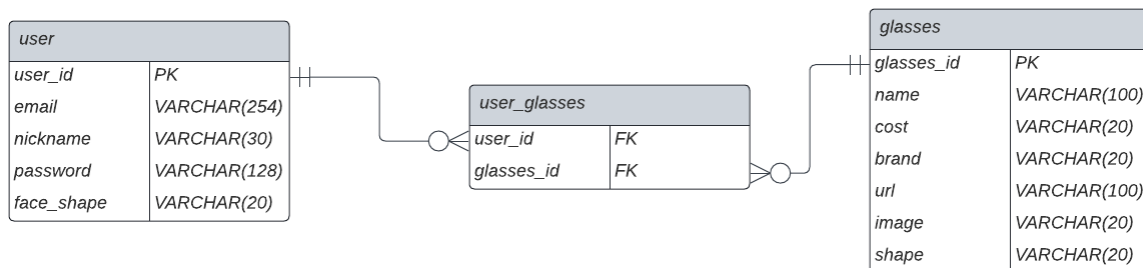 user
user_id PK
email VARCHAR(254)
nickname VARCHAR(30)
password VARCHAR(128)
face_shape VARCHAR(20)
user_glasses
user_id FK
glasses_id FK
glasses
glasses_id PK
name VARCHAR(100)
cost VARCHAR(20)
brand VARCHAR(20)
url VARCHAR(100)
image VARCHAR(20)
shape VARCHAR(20)